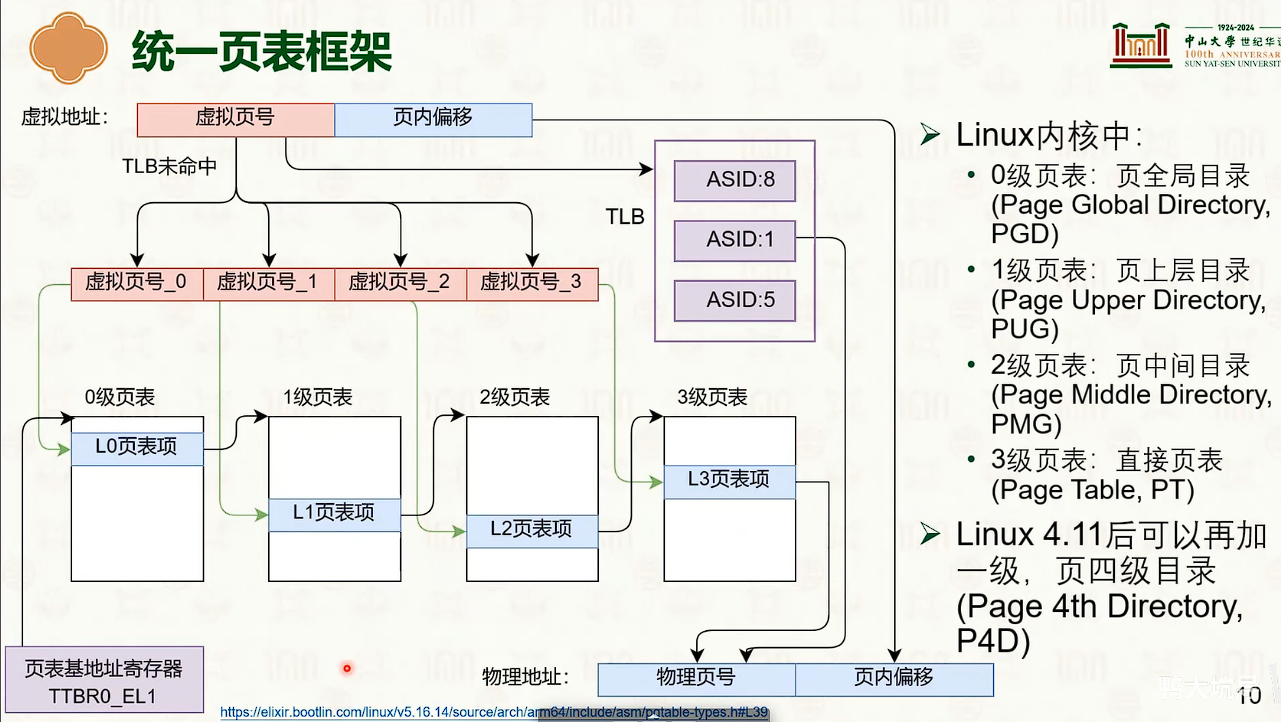 统一页表框架
1924-2024
中山大學 世纪华
100th ANNIVERSAR
SUN YAT-SEN UNIVERSIT
虚拟地址：
虚拟页号
页内偏移
TLB未命中
TLB
ASID:8
ASID:1
ASID:5
虚拟页号_0
虚拟页号_1
虚拟页号_2
虚拟页号_3
0级页表
1级页表
2级页表
3级页表
L0页表项
L1页表项
L2页表项
L3页表项
页表基地址寄存器
TTBR0_EL1
物理地址：
物理页号
页内偏移
https://elixir.bootlin.com/linux/v5.16.14/source/arch/arm64/include/asm/pgtable-types.h#L39
Linux内核中：
0级页表：页全局目录
(Page Global Directory,
PGD)
1级页表：页上层目录
(Page Upper Directory,
PUG)
2级页表：页中间目录
(Page Middle Directory,
PMG)
3级页表：直接页表
(Page Table, PT)
Linux 4.11后可以再加
一级，页四级目录
(Page 4th Directory,
P4D)
10